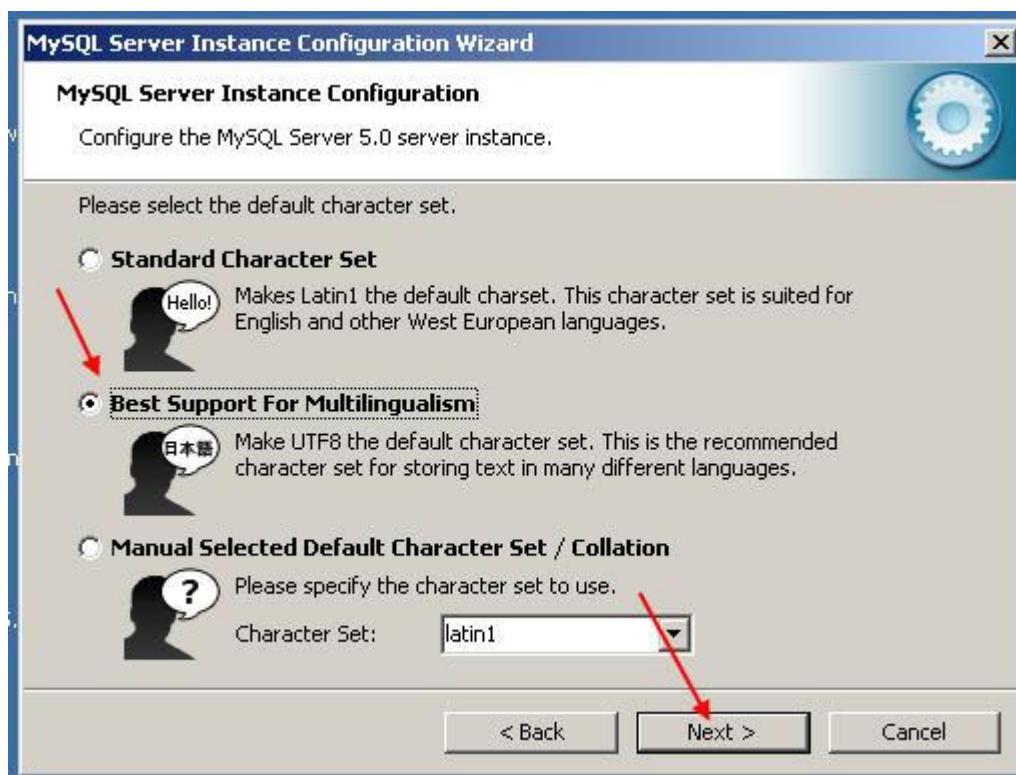 MySQL Server Instance Configuration Wizard
MySQL Server Instance Configuration
Configure the MySQL Server 5.0 server instance.
Please select the default character set.
Standard Character Set
Hello!
Makes Latin1 the default charset. This character set is suited for
English and other West European languages.
Best Support For Multilingualism
日本語
Make UTF8 the default character set. This is the recommended
character set for storing text in many different languages.
Manual Selected Default Character Set / Collation
?
Please specify the character set to use.
Character Set:
latin1
< Back
Next >
Cancel